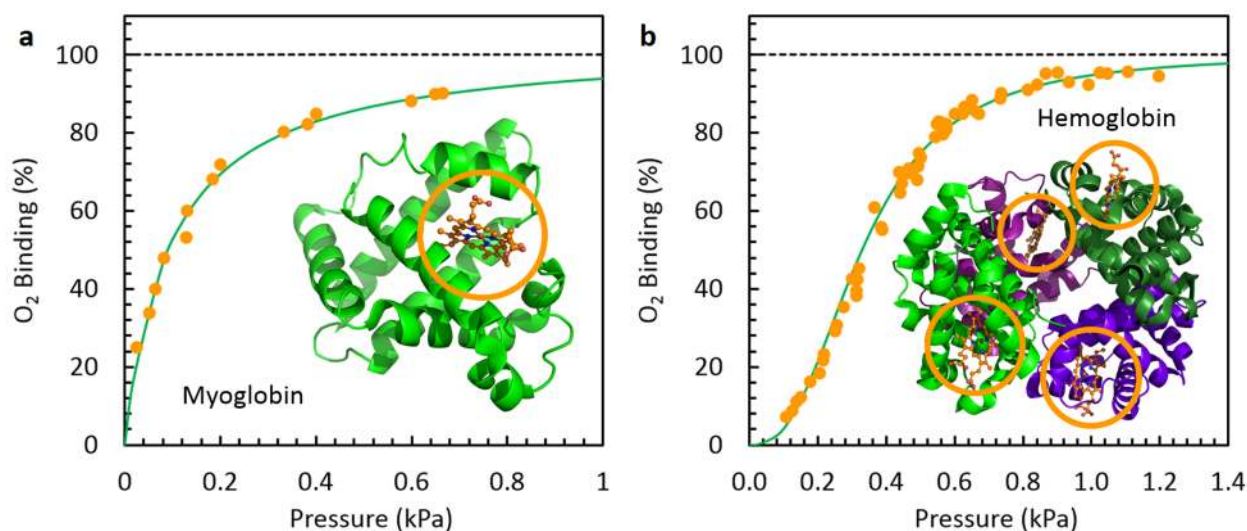 a
100
80
60
40
20
0
O₂ Binding (%)
Myoglobin
0 0.2 0.4 0.6 0.8 1
Pressure (kPa)
b
100
80
60
40
20
0
O₂ Binding (%)
Hemoglobin
0.0 0.2 0.4 0.6 0.8 1.0 1.2 1.4
Pressure (kPa)